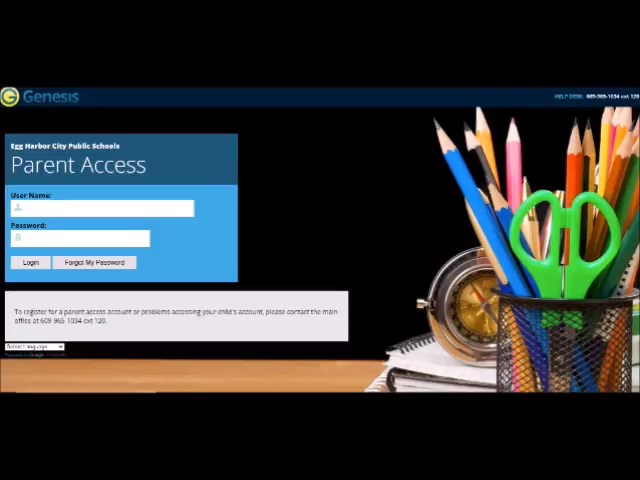 Genesis
HELP DESK: 609-965-1034 ext 120
Egg Harbor City Public Schools
Parent Access
User Name:
Password:
Login
Forgot My Password
To register for a parent access account or problems accessing your child's account, please contact the main
office at 609 965 1034 ext 120.
Select Language